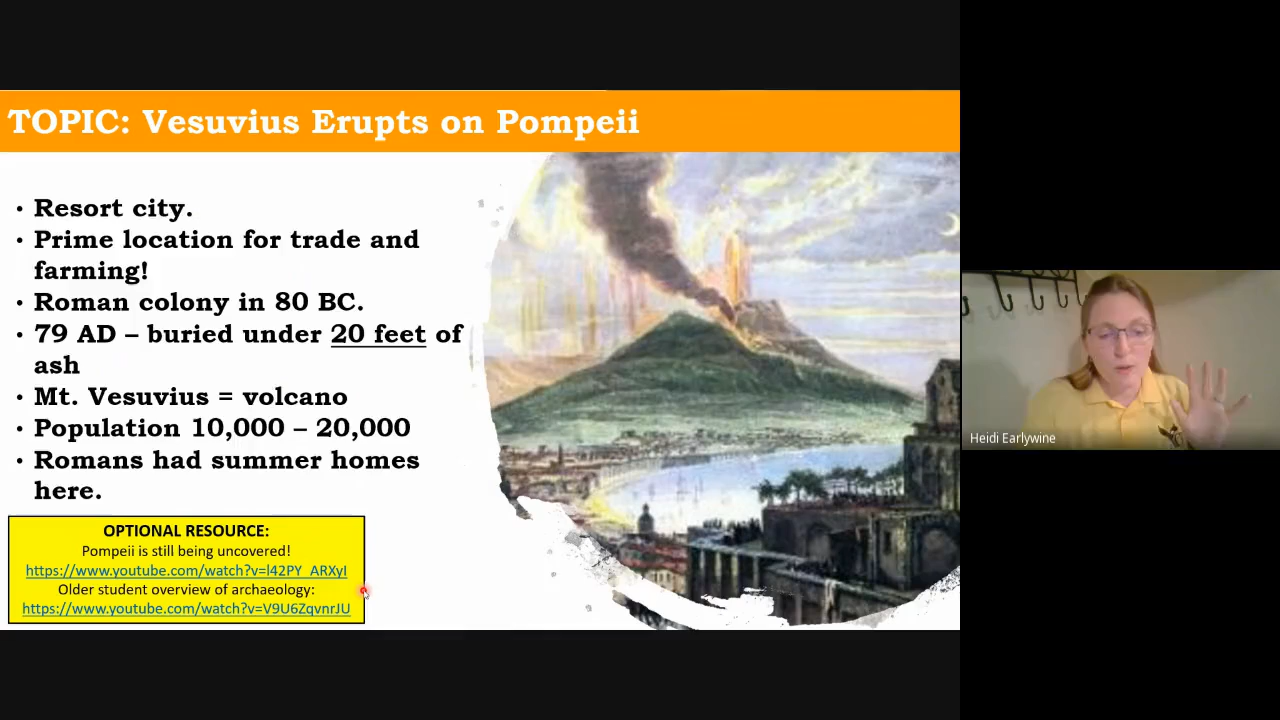 TOPIC: Vesuvius Erupts on Pompeii
• Resort city.
• Prime location for trade and
farming!
• Roman colony in 80 BC.
• 79 AD – buried under 20 feet of
ash
• Mt. Vesuvius = volcano
• Population 10,000 – 20,000
• Romans had summer homes
here.
OPTIONAL RESOURCE:
Pompeii is still being uncovered!
https://www.youtube.com/watch?v=l42PY_ARXyI
Older student overview of archaeology:
https://www.youtube.com/watch?v=V9U6ZqvnrJU
Heidi Earlywine